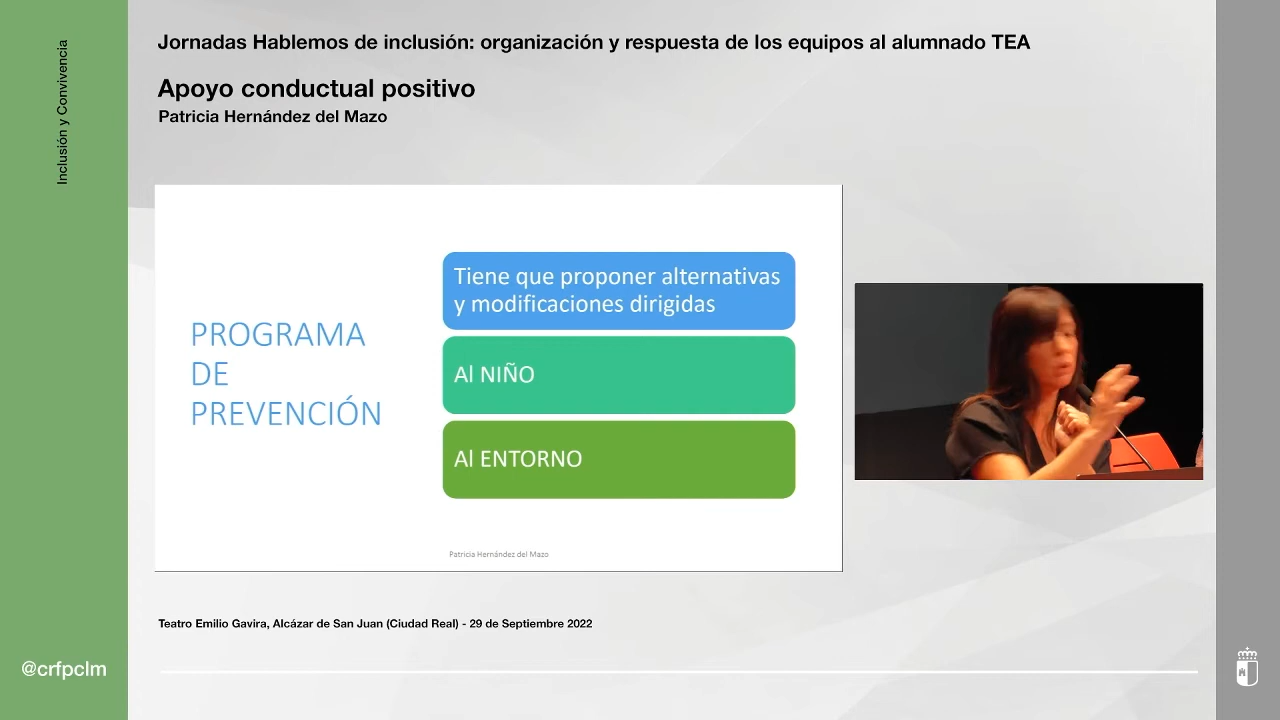 Inclusión y Convivencia
Jornadas Hablemos de inclusión: organización y respuesta de los equipos al alumnado TEA
Apoyo conductual positivo
Patricia Hernández del Mazo
PROGRAMA
DE
PREVENCIÓN
Tiene que proponer alternativas
y modificaciones dirigidas
Al NIÑO
Al ENTORNO
Patricia Hernández del Mazo
Teatro Emilio Gavira, Alcázar de San Juan (Ciudad Real) - 29 de Septiembre 2022
@crfpclm